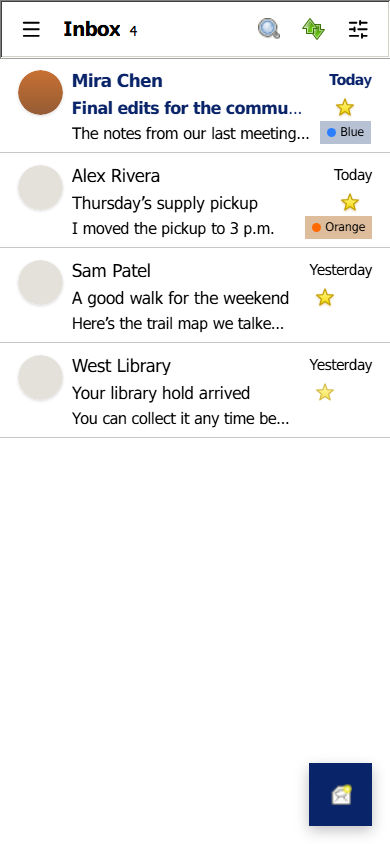 Inbox 4
Mira Chen Today
Final edits for the commu...
The notes from our last meeting... Blue
Alex Rivera Today
Thursday’s supply pickup
I moved the pickup to 3 p.m. Orange
Sam Patel Yesterday
A good walk for the weekend
Here’s the trail map we talke...
West Library Yesterday
Your library hold arrived
You can collect it any time be...